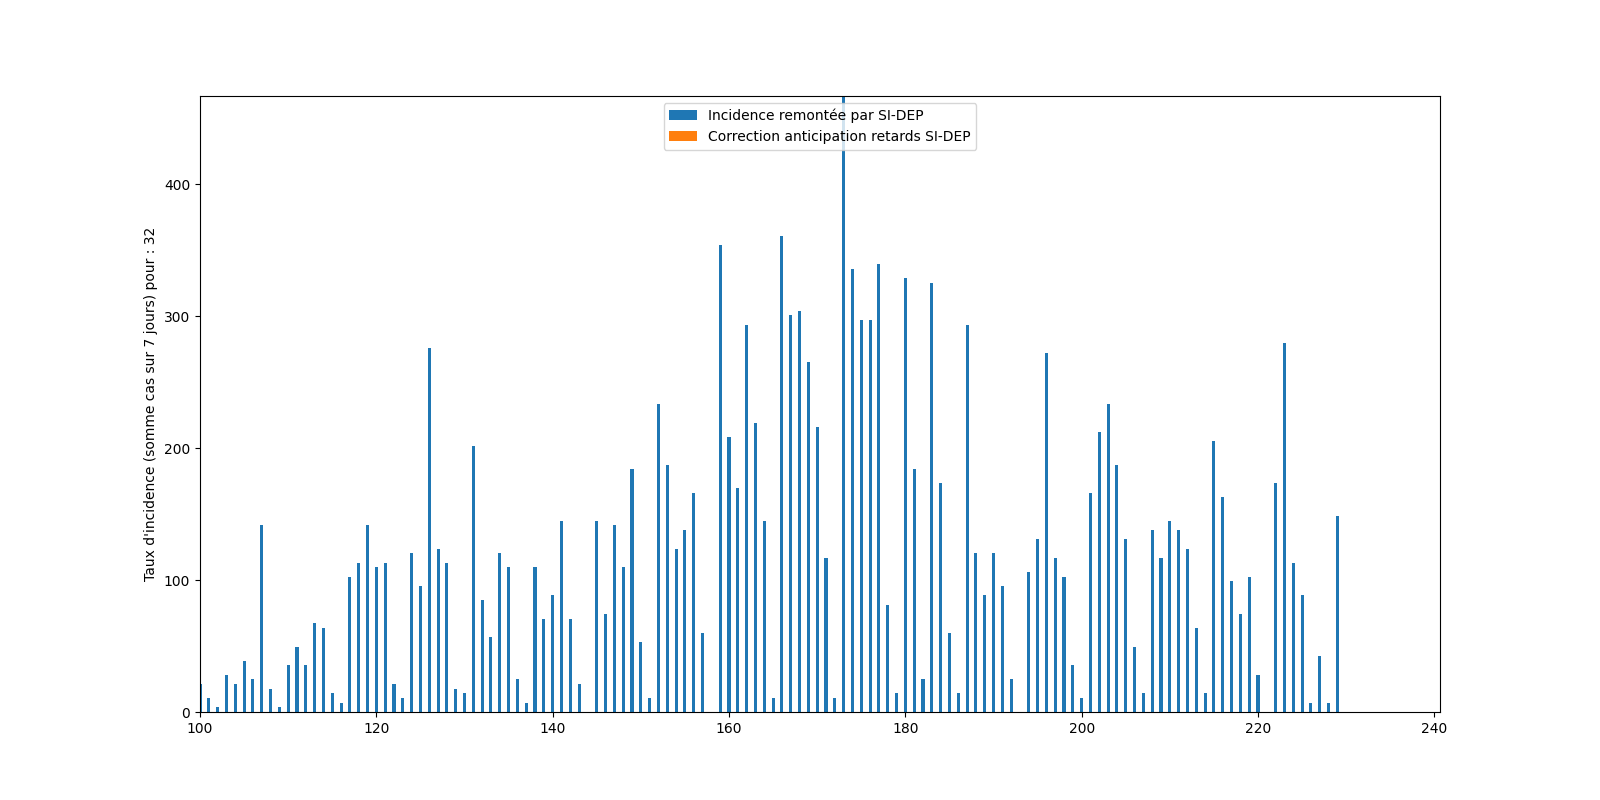 Incidence remontée par SI-DEP
Correction anticipation retards SI-DEP
Taux d'incidence (somme cas sur 7 jours) pour : 32
400
300
200
100
0
100 120 140 160 180 200 220 240